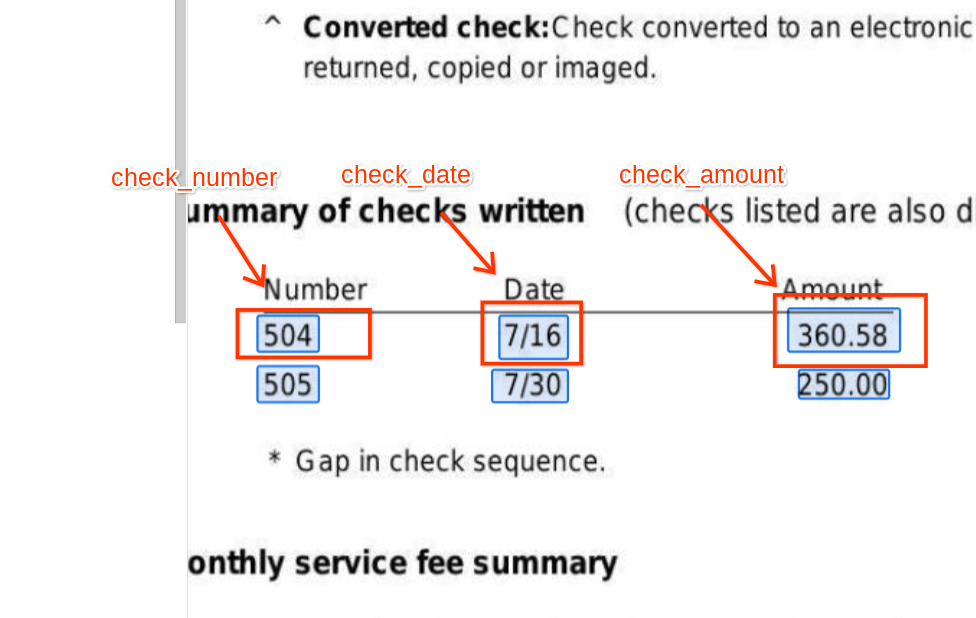 ^ Converted check:Check converted to an electronic
returned, copied or imaged.
check_number check_date check_amount
ummary of checks written (checks listed are also d
Number Date Amount
504 7/16 360.58
505 7/30 250.00
* Gap in check sequence.
onthly service fee summary